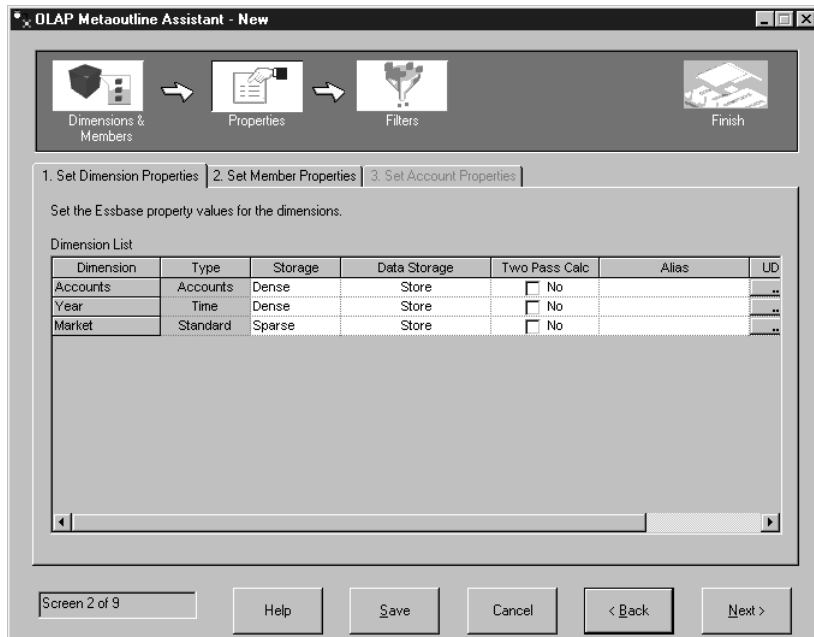 OLAP Metaoutline Assistant - New
Dimensions & Members
Properties
Filters
Finish
1. Set Dimension Properties 2. Set Member Properties 3. Set Account Properties
Set the Essbase property values for the dimensions.
Dimension List
Dimension Type Storage Data Storage Two Pass Calc Alias UD
Accounts Accounts Dense Store No ..
Year Time Dense Store No ..
Market Standard Sparse Store No ..
Screen 2 of 9 Help Save Cancel < Back Next >